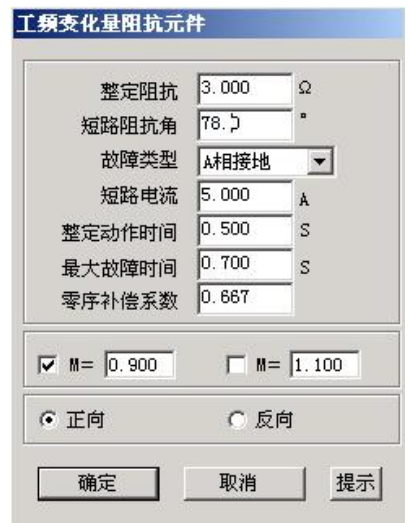 工频变化量阻抗元件
整定阻抗 3.000 Ω
短路阻抗角 78. °
故障类型 A相接地
短路电流 5.000 A
整定动作时间 0.500 S
最大故障时间 0.700 S
零序补偿系数 0.667
M= 0.900 M= 1.100
正向 反向
确定 取消 提示